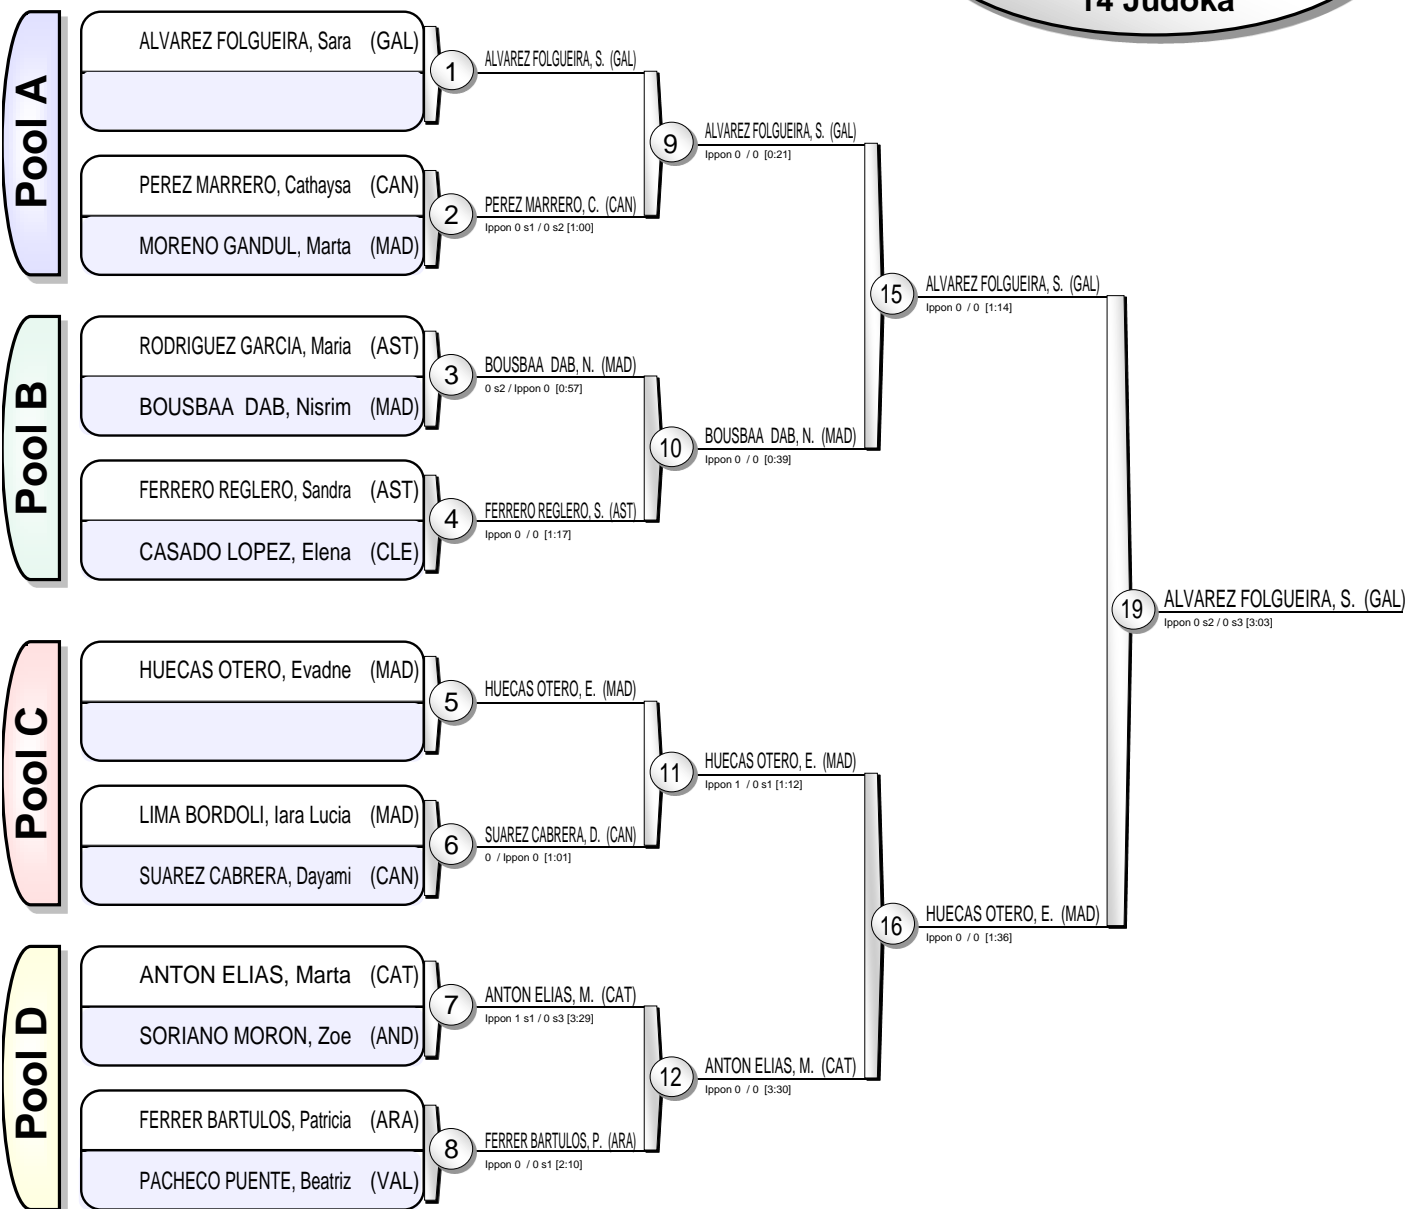 14 Judoka
Pool A
ALVAREZ FOLGUEIRA, Sara (GAL)
1
ALVAREZ FOLGUEIRA, S. (GAL)
PEREZ MARRERO, Cathaysa (CAN)
MORENO GANDUL, Marta (MAD)
2
PEREZ MARRERO, C. (CAN)
Ippon 0 s1 / 0 s2 [1:00]
9
ALVAREZ FOLGUEIRA, S. (GAL)
Ippon 0 / 0 [0:21]
Pool B
RODRIGUEZ GARCIA, Maria (AST)
BOUSBAA DAB, Nisrim (MAD)
3
BOUSBAA DAB, N. (MAD)
0 s2 / Ippon 0 [0:57]
FERRERO REGLERO, Sandra (AST)
CASADO LOPEZ, Elena (CLE)
4
FERRERO REGLERO, S. (AST)
Ippon 0 / 0 [1:17]
10
BOUSBAA DAB, N. (MAD)
Ippon 0 / 0 [0:39]
15
ALVAREZ FOLGUEIRA, S. (GAL)
Ippon 0 / 0 [1:14]
Pool C
HUECAS OTERO, Evadne (MAD)
5
HUECAS OTERO, E. (MAD)
LIMA BORDOLI, Iara Lucia (MAD)
SUAREZ CABRERA, Dayami (CAN)
6
SUAREZ CABRERA, D. (CAN)
0 / Ippon 0 [1:01]
11
HUECAS OTERO, E. (MAD)
Ippon 1 / 0 s1 [1:12]
Pool D
ANTON ELIAS, Marta (CAT)
SORIANO MORON, Zoe (AND)
7
ANTON ELIAS, M. (CAT)
Ippon 1 s1 / 0 s3 [3:29]
FERRER BARTULOS, Patricia (ARA)
PACHECO PUENTE, Beatriz (VAL)
8
FERRER BARTULOS, P. (ARA)
Ippon 0 / 0 s1 [2:10]
12
ANTON ELIAS, M. (CAT)
Ippon 0 / 0 [3:30]
16
HUECAS OTERO, E. (MAD)
Ippon 0 / 0 [1:36]
19
ALVAREZ FOLGUEIRA, S. (GAL)
Ippon 0 s2 / 0 s3 [3:03]